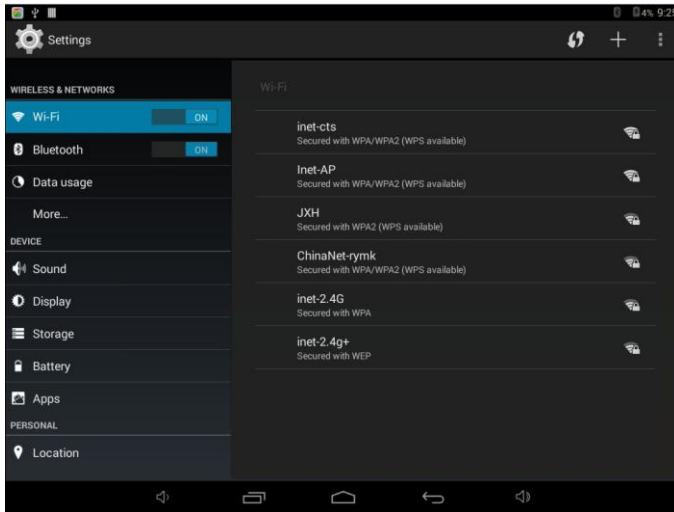 4% 9:25
Settings
WIRELESS & NETWORKS
Wi-Fi ON
Bluetooth ON
Data usage
More...
DEVICE
Sound
Display
Storage
Battery
Apps
PERSONAL
Location
Wi-Fi
inet-cts
Secured with WPA/WPA2 (WPS available)
Inet-AP
Secured with WPA/WPA2 (WPS available)
JXH
Secured with WPA2 (WPS available)
ChinaNet-rymk
Secured with WPA/WPA2 (WPS available)
inet-2.4G
Secured with WPA
inet-2.4g+
Secured with WEP